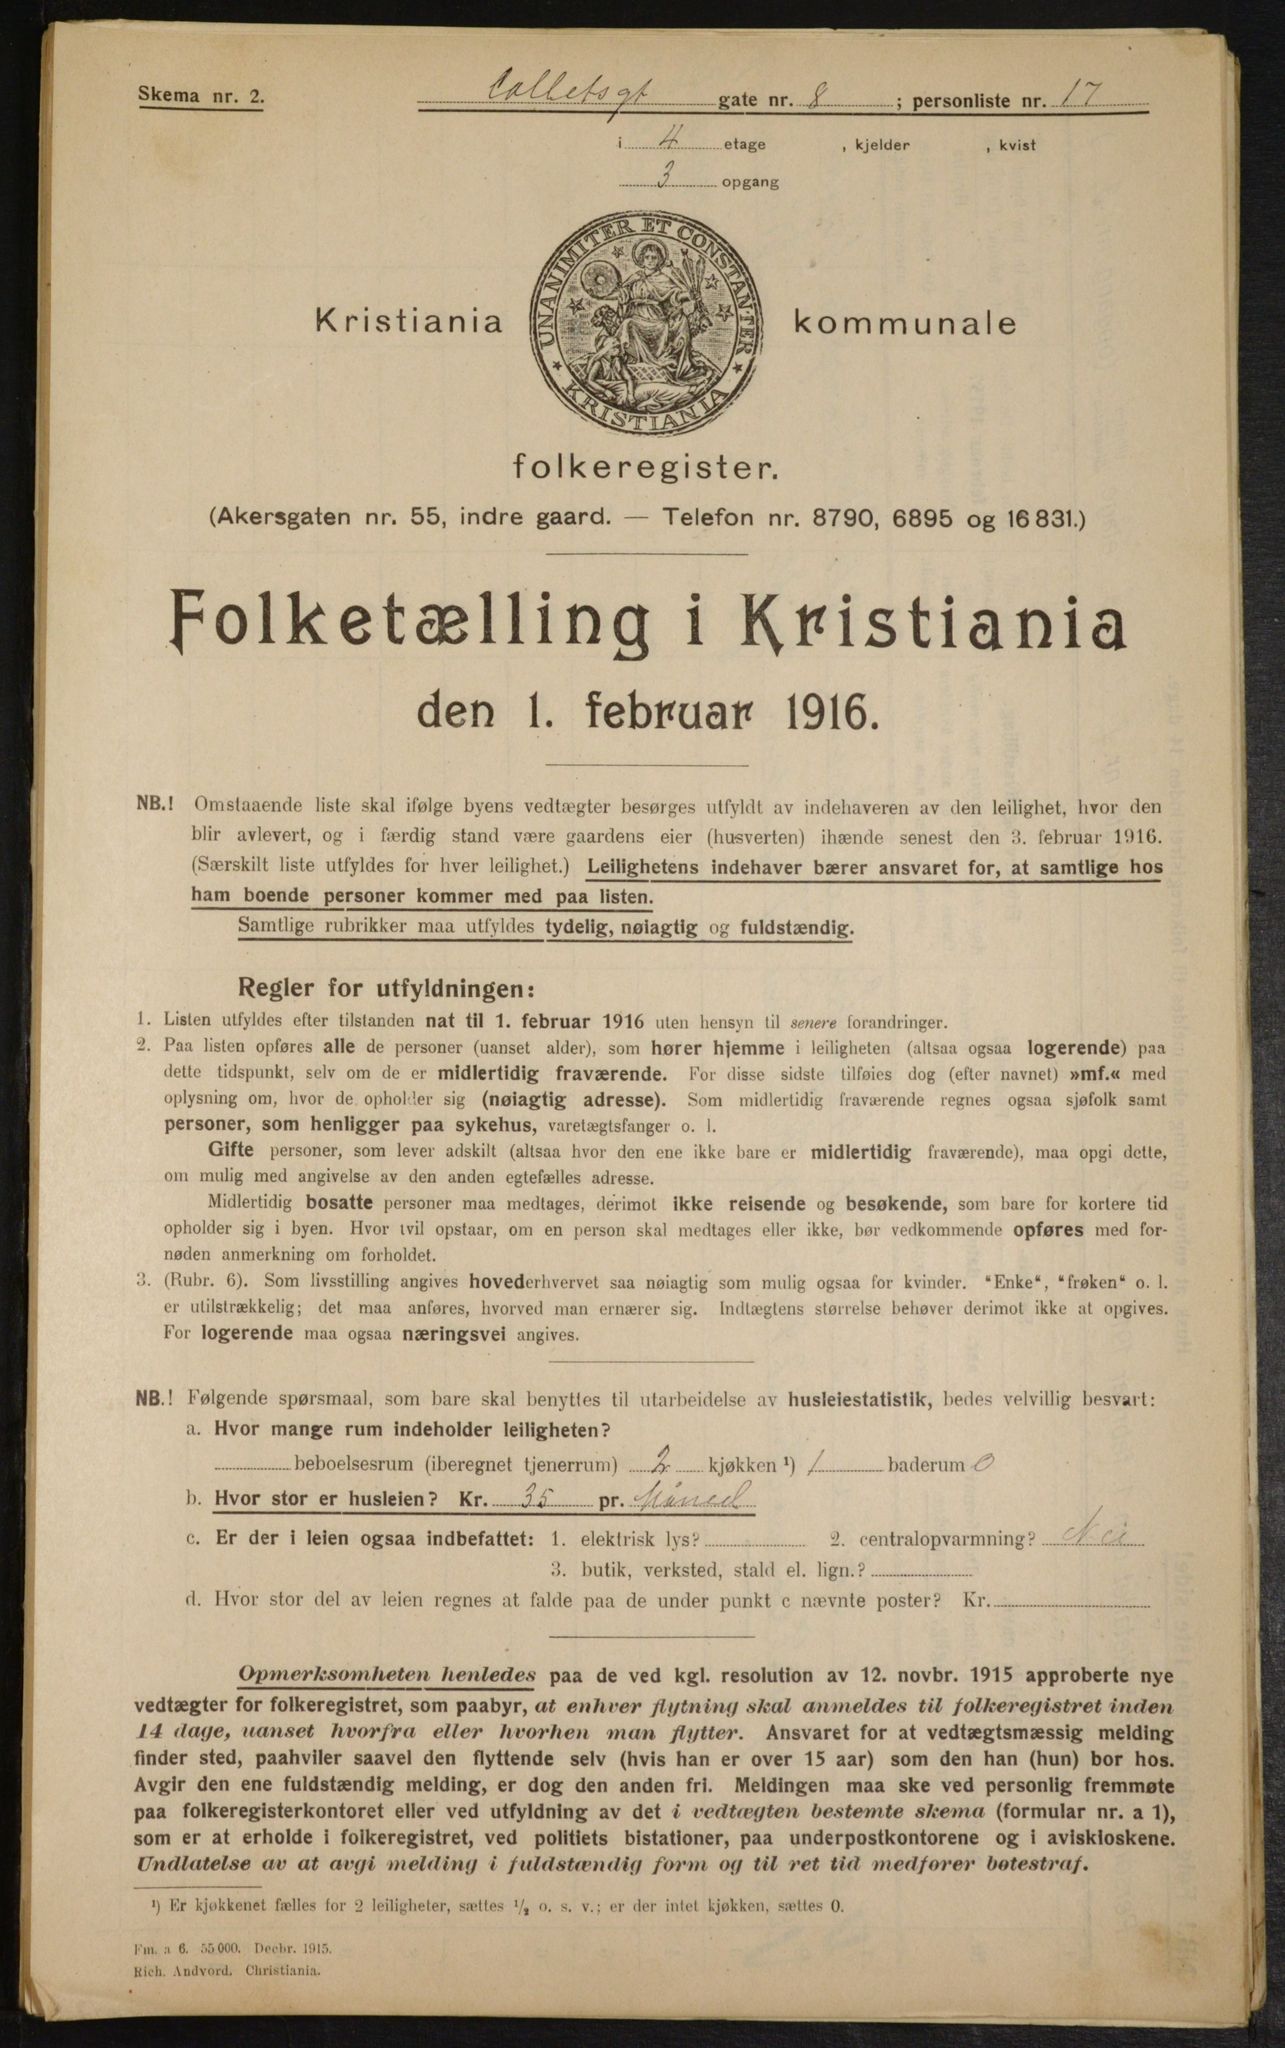 Skema nr. 2.
Colletsgt gate nr. 8 ; personliste nr. 17
i 4 etage , kjelder , kvist
3 opgang
UNANIMITER ET CONSTANTER
KRISTIANIA
Kristiania kommunale
folkeregister.
(Akersgaten nr. 55, indre gaard. — Telefon nr. 8790, 6895 og 16 831.)
Folketælling i Kristiania
den 1. februar 1916.
NB.! Omstaaende liste skal ifølge byens vedtægter besørges utfyldt av indehaveren av den leilighet, hvor den
blir avlevert, og i færdig stand være gaardens eier (husverten) ihænde senest den 3. februar 1916.
(Særskilt liste utfyldes for hver leilighet.) Leilighetens indehaver bærer ansvaret for, at samtlige hos
ham boende personer kommer med paa listen.
Samtlige rubrikker maa utfyldes tydelig, nøiagtig og fuldstændig.
Regler for utfyldningen:
1. Listen utfyldes efter tilstanden nat til 1. februar 1916 uten hensyn til senere forandringer.
2. Paa listen opføres alle de personer (uanset alder), som hører hjemme i leiligheten (altsaa ogsaa logerende) paa
dette tidspunkt, selv om de er midlertidig fraværende. For disse sidste tilføies dog (efter navnet) »mf.« med
oplysning om, hvor de opholder sig (nøiagtig adresse). Som midlertidig fraværende regnes ogsaa sjøfolk samt
personer, som henligger paa sykehus, varetægtsfanger o. l.
Gifte personer, som lever adskilt (altsaa hvor den ene ikke bare er midlertidig fraværende), maa opgi dette,
om mulig med angivelse av den anden egtefælles adresse.
Midlertidig bosatte personer maa medtages, derimot ikke reisende og besøkende, som bare for kortere tid
opholder sig i byen. Hvor tvil opstaar, om en person skal medtages eller ikke, bør vedkommende opføres med for-
nøden anmerkning om forholdet.
3. (Rubr. 6). Som livsstilling angives hovederhvervet saa nøiagtig som mulig ogsaa for kvinder. "Enke", "frøken" o. l.
er utilstrækkelig; det maa anføres, hvorved man ernærer sig. Indtægtens størrelse behøver derimot ikke at opgives.
For logerende maa ogsaa næringsvei angives.
NB.! Følgende spørsmaal, som bare skal benyttes til utarbeidelse av husleiestatistik, bedes velvillig besvart:
a. Hvor mange rum indeholder leiligheten?
beboelsesrum (iberegnet tjenerrum) 2 kjøkken ¹) 1 baderum 0
b. Hvor stor er husleien? Kr. 35 pr. Måned
c. Er der i leien ogsaa indbefattet: 1. elektrisk lys? 2. centralopvarmning? Nei
3. butik, verksted, stald el. lign.?
d. Hvor stor del av leien regnes at falde paa de under punkt c nævnte poster? Kr.
Opmerksomheten henledes paa de ved kgl. resolution av 12. novbr. 1915 approberte nye
vedtægter for folkeregistret, som paabyr, at enhver flytning skal anmeldes til folkeregistret inden
14 dage, uanset hvorfra eller hvorhen man flytter. Ansvaret for at vedtægtsmæssig melding
finder sted, paahviler saavel den flyttende selv (hvis han er over 15 aar) som den han (hun) bor hos.
Avgir den ene fuldstændig melding, er dog den anden fri. Meldingen maa ske ved personlig fremmøte
paa folkeregisterkontoret eller ved utfyldning av det i vedtægten bestemte skema (formular nr. a 1),
som er at erholde i folkeregistret, ved politiets bistationer, paa underpostkontorene og i aviskioskene.
Undlatelse av at avgi melding i fuldstændig form og til ret tid medfører bøtestraf.
¹) Er kjøkkenet fælles for 2 leiligheter, sættes ½ o. s. v.; er der intet kjøkken, sættes 0.
Fm. a 6. 55 000. Decbr. 1915.
Rich. Andvord. Christiania.